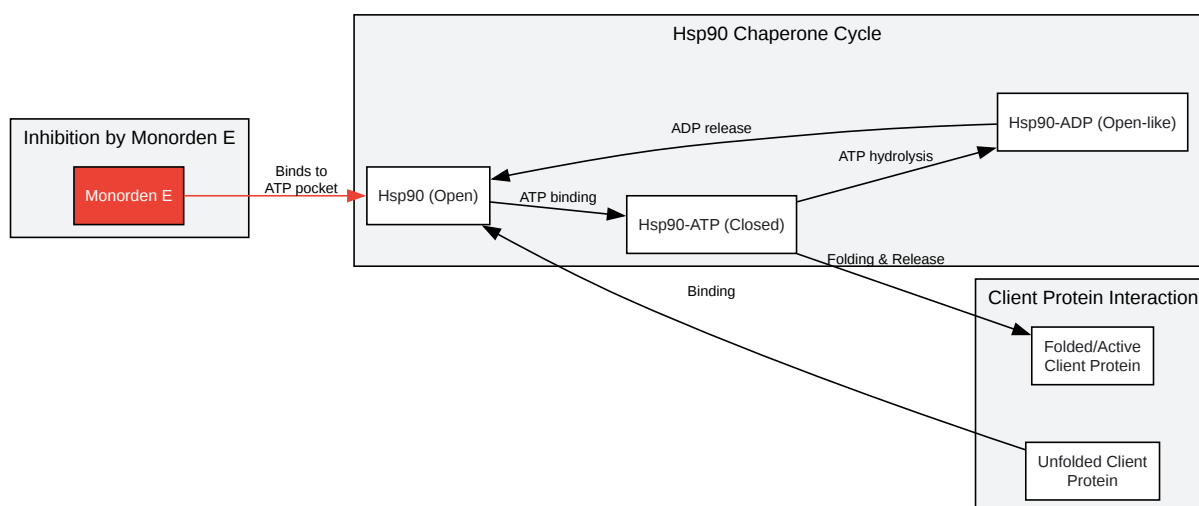 Hsp90 Chaperone Cycle
Inhibition by Monorden E
Monorden E
Binds to
ATP pocket
Hsp90 (Open)
ADP release
ATP binding
Hsp90-ATP (Closed)
ATP hydrolysis
Hsp90-ADP (Open-like)
Folding & Release
Binding
Client Protein Interaction
Folded/Active
Client Protein
Unfolded Client
Protein